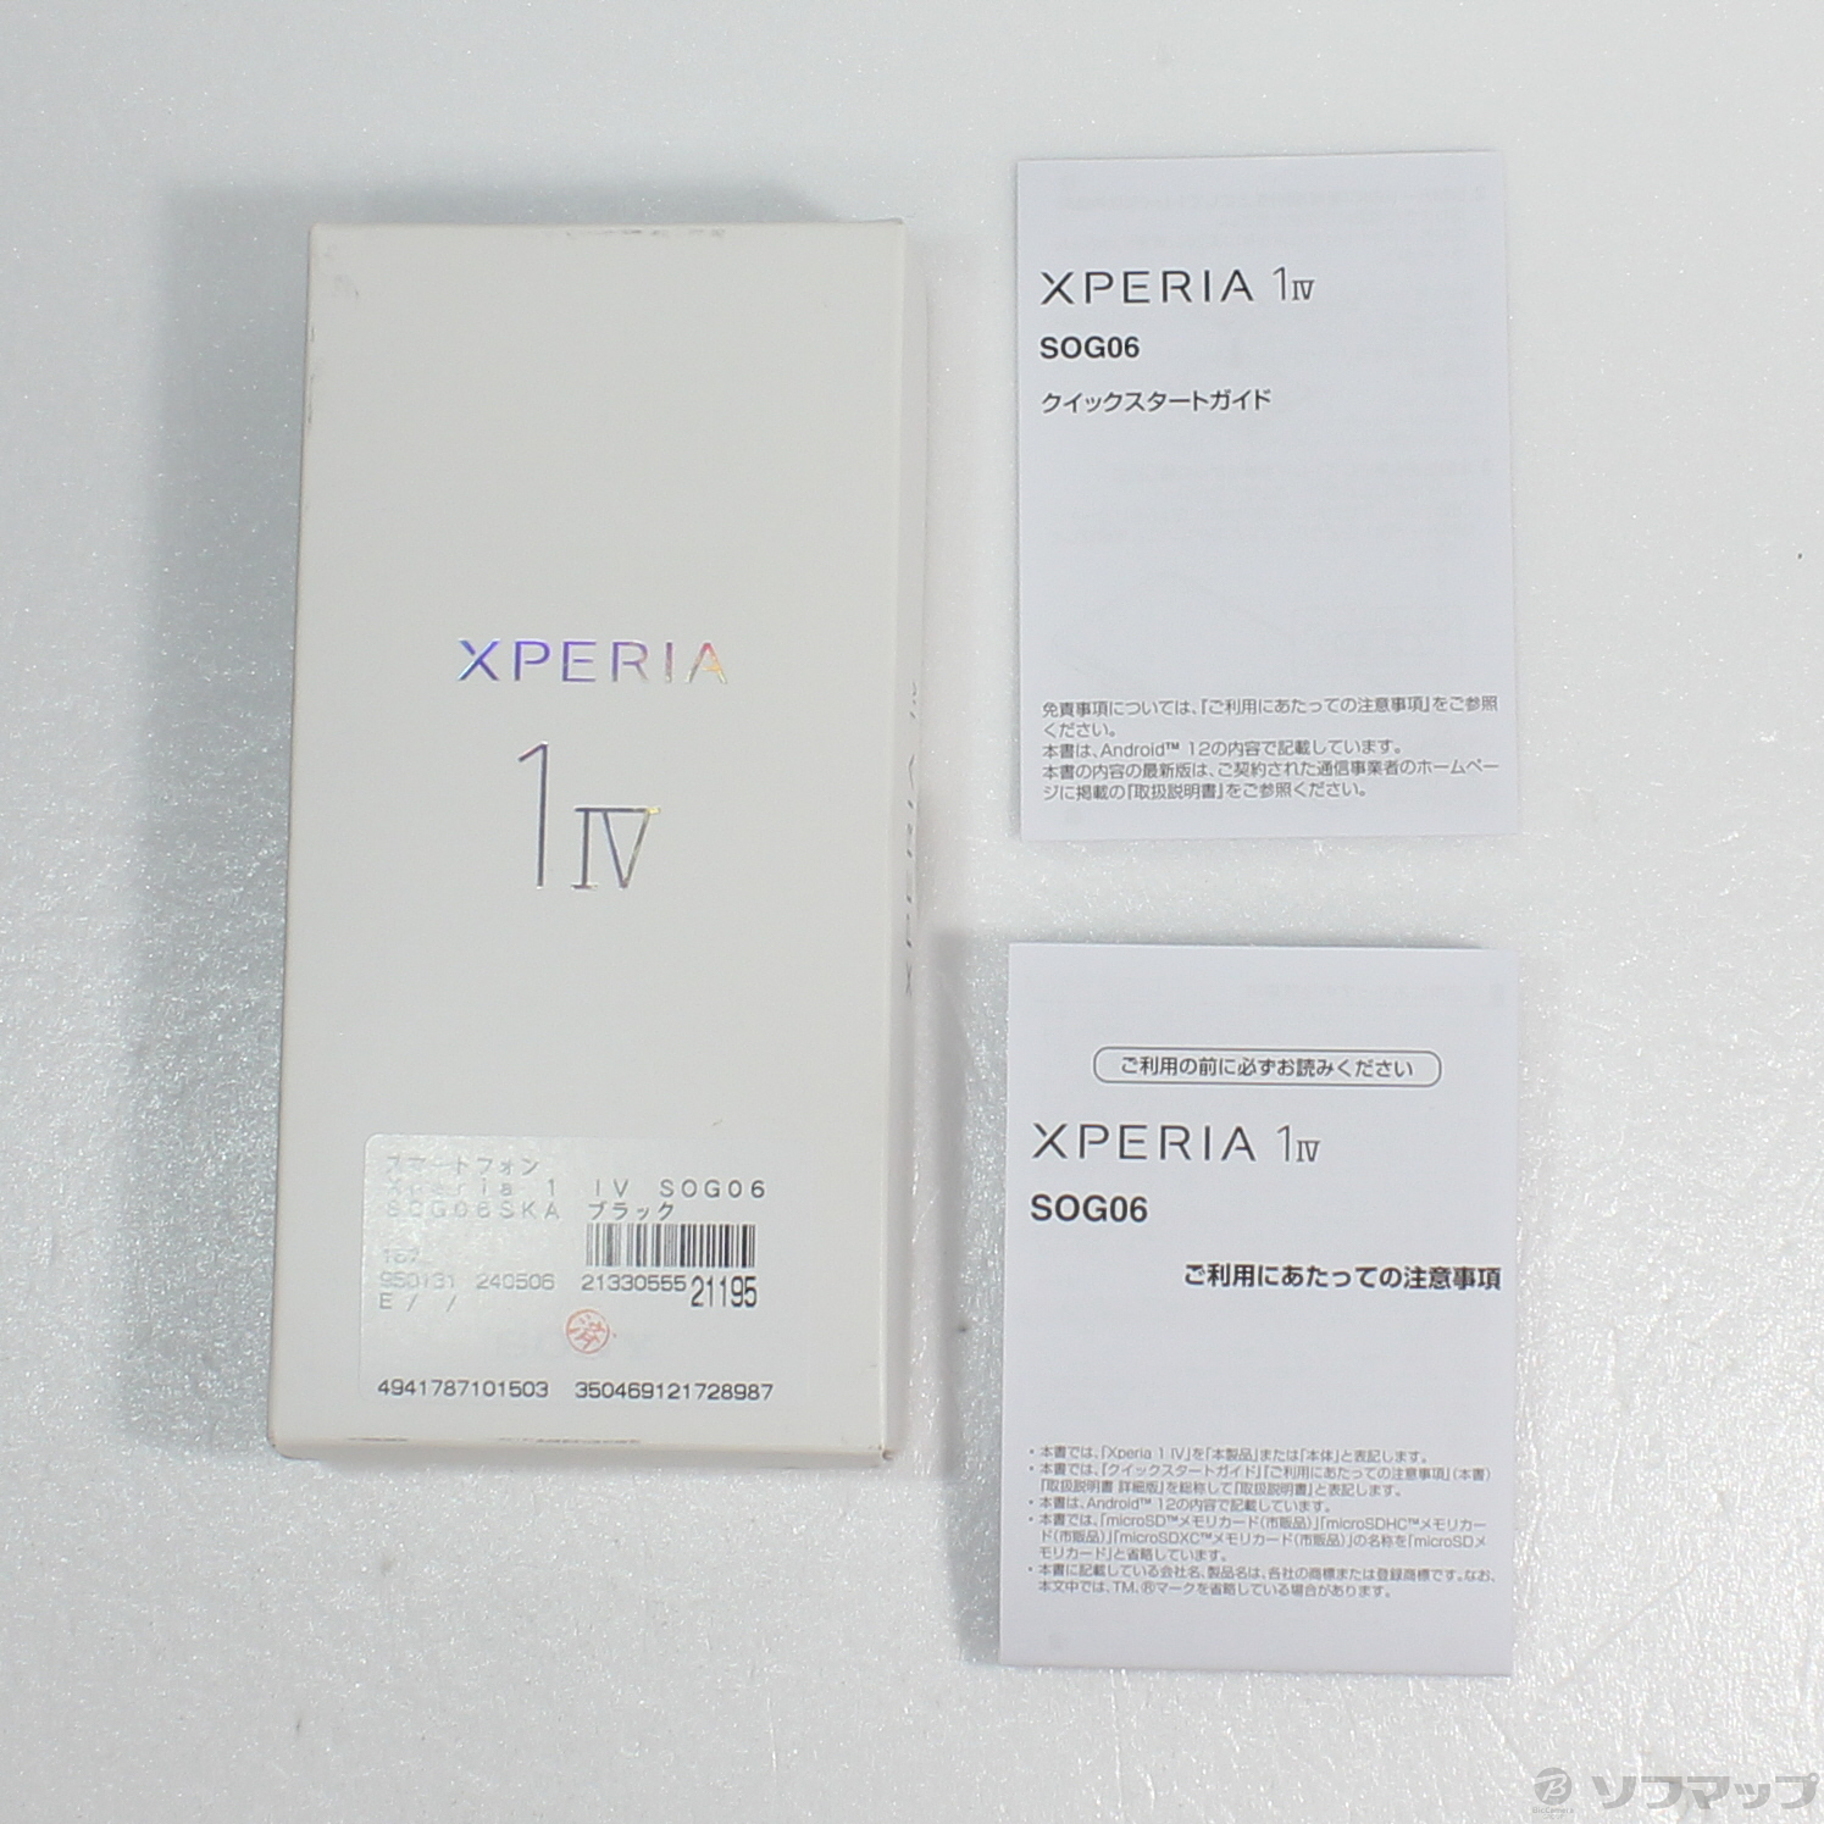 XPERIA
1 IV
スマートフォン
Xperia 1 IV SOG06
SOG06SKA ブラック
950131 240506 2133055521195
E / /
4941787101503 350469121728987
XPERIA
XPERIA 1 IV
SOG06
クイックスタートガイド
免責事項については、『ご利用にあたっての注意事項』をご参照
ください。
本書は、Android™ 12の内容で記載しています。
本書の内容の最新版は、ご契約された通信事業者のホームペー
ジに掲載の『取扱説明書』をご参照ください。
ご利用の前に必ずお読みください
XPERIA 1 IV
SOG06
ご利用にあたっての注意事項
• 本書では、「Xperia 1 IV」を「本製品」または「本体」と表記します。
• 本書では、『クイックスタートガイド』『ご利用にあたっての注意事項』(本書)
『取扱説明書 詳細版』を総称して『取扱説明書』と表記します。
• 本書は、Android™ 12の内容で記載しています。
• 本書では、「microSD™メモリカード(市販品)」「microSDHC™メモリカー
ド(市販品)」「microSDXC™メモリカード(市販品)」の名称を「microSDメ
モリカード」と省略しています。
• 本書に記載している会社名、製品名は、各社の商標または登録商標です。なお、
本文中では、TM、®マークを省略している場合があります。
BicCamera
ソフマップ